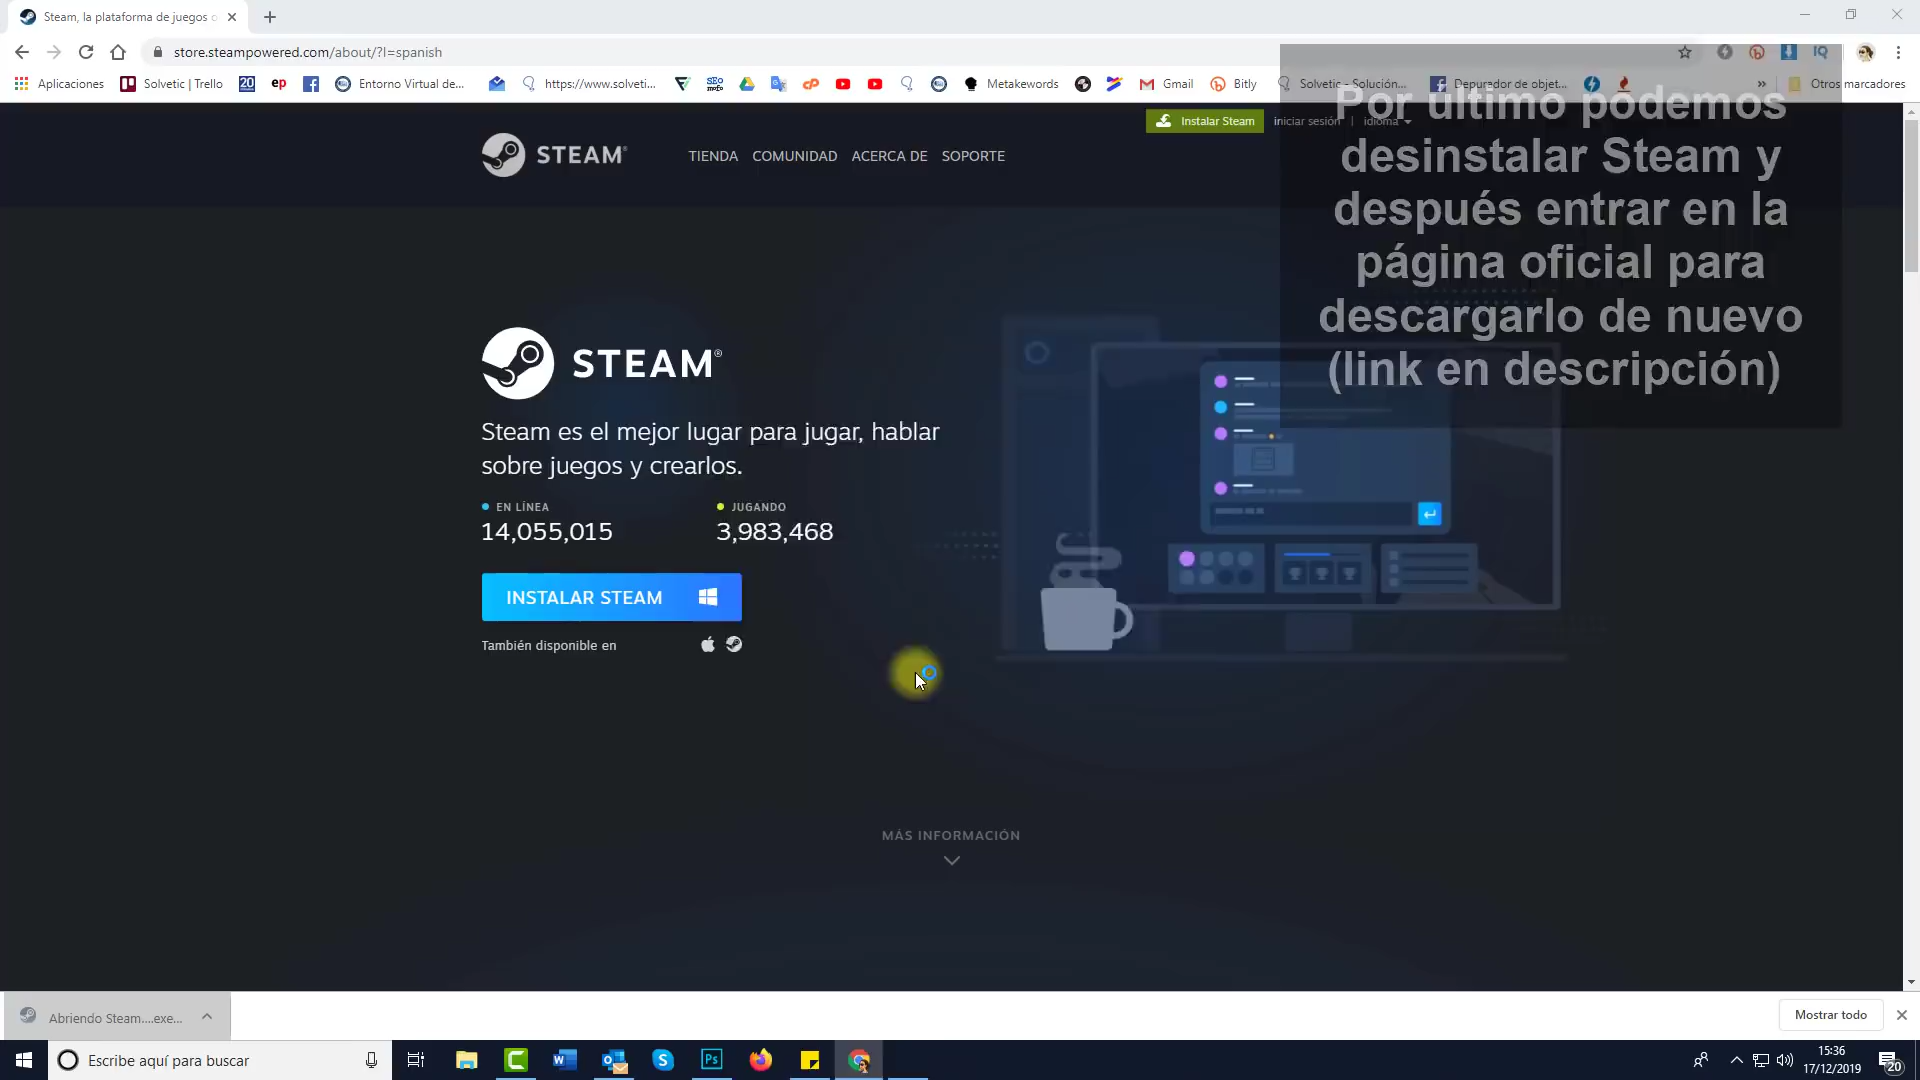 Steam, la plataforma de juegos o
store.steampowered.com/about/?l=spanish
Aplicaciones
Solvetic | Trello
20
ep
Entorno Virtual de...
https://www.solveti...
Metakewords
Gmail
Bitly
Solvetic - Solución...
Depurador de objet...
»
Otros marcadores
Instalar Steam
iniciar sesión | idioma
STEAM
TIENDA
COMUNIDAD
ACERCA DE
SOPORTE
Por último podemos
desinstalar Steam y
después entrar en la
página oficial para
descargarlo de nuevo
(link en descripción)
STEAM®
Steam es el mejor lugar para jugar, hablar
sobre juegos y crearlos.
EN LÍNEA
14,055,015
JUGANDO
3,983,468
INSTALAR STEAM
También disponible en
MÁS INFORMACIÓN
Abriendo Steam....exe...
Mostrar todo
Escribe aquí para buscar
15:36
17/12/2019
20